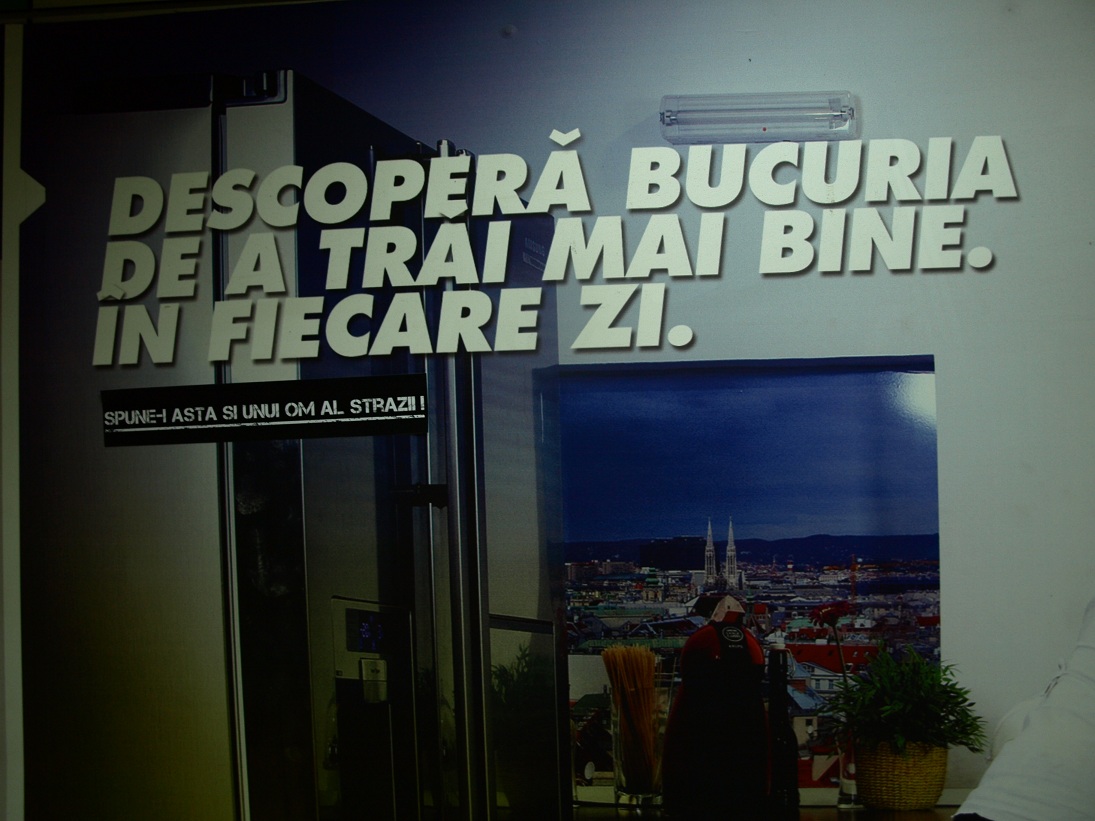 DESCOPERĂ BUCURIA
DE A TRĂI MAI BINE.
ÎN FIECARE ZI.
SPUNE-I ASTA SI UNUI OM AL STRAZII !